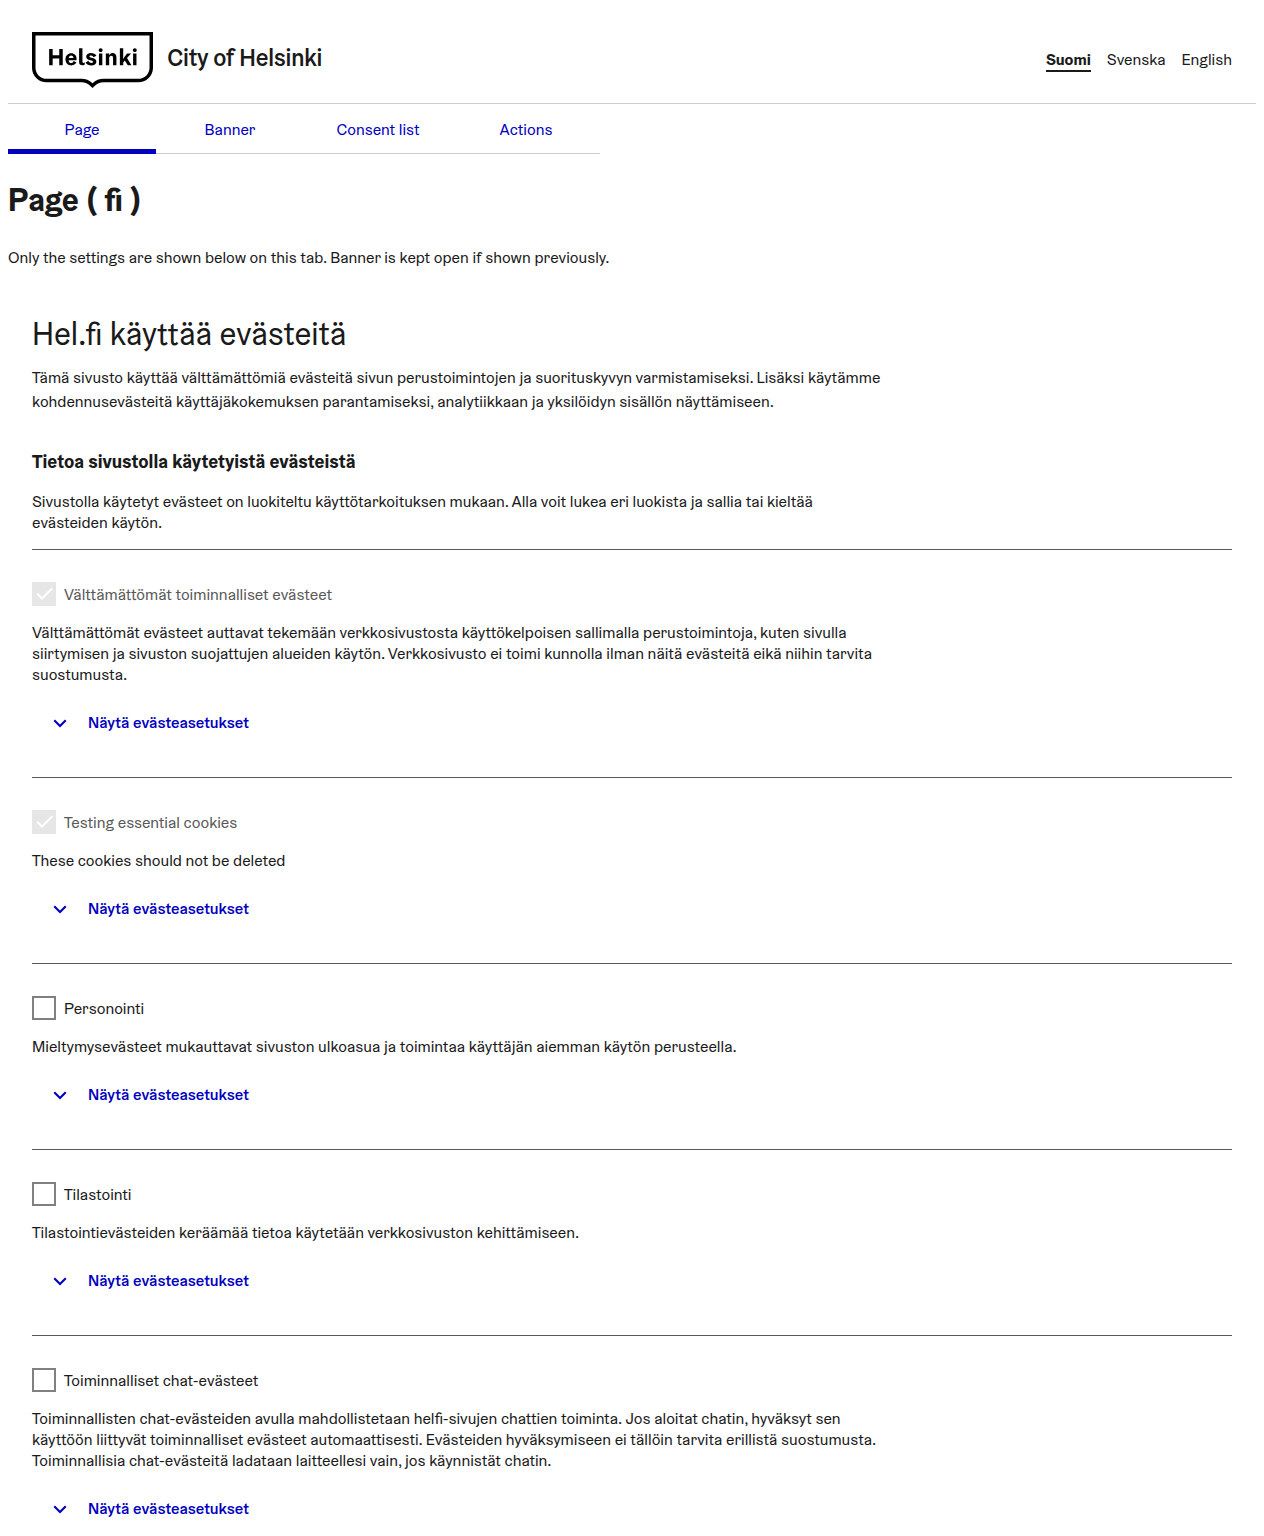 Helsinki
City of Helsinki
Suomi Svenska English
Page Banner Consent list Actions
Page ( fi )
Only the settings are shown below on this tab. Banner is kept open if shown previously.
Hel.fi käyttää evästeitä
Tämä sivusto käyttää välttämättömiä evästeitä sivun perustoimintojen ja suorituskyvyn varmistamiseksi. Lisäksi käytämme
kohdennusevästeitä käyttäjäkokemuksen parantamiseksi, analytiikkaan ja yksilöidyn sisällön näyttämiseen.
Tietoa sivustolla käytetyistä evästeistä
Sivustolla käytetyt evästeet on luokiteltu käyttötarkoituksen mukaan. Alla voit lukea eri luokista ja sallia tai kieltää
evästeiden käytön.
Välttämättömät toiminnalliset evästeet
Välttämättömät evästeet auttavat tekemään verkkosivustosta käyttökelpoisen sallimalla perustoimintoja, kuten sivulla
siirtymisen ja sivuston suojattujen alueiden käytön. Verkkosivusto ei toimi kunnolla ilman näitä evästeitä eikä niihin tarvita
suostumusta.
Näytä evästeasetukset
Testing essential cookies
These cookies should not be deleted
Näytä evästeasetukset
Personointi
Mieltymysevästeet mukauttavat sivuston ulkoasua ja toimintaa käyttäjän aiemman käytön perusteella.
Näytä evästeasetukset
Tilastointi
Tilastointievästeiden keräämää tietoa käytetään verkkosivuston kehittämiseen.
Näytä evästeasetukset
Toiminnalliset chat-evästeet
Toiminnallisten chat-evästeiden avulla mahdollistetaan helfi-sivujen chattien toiminta. Jos aloitat chatin, hyväksyt sen
käyttöön liittyvät toiminnalliset evästeet automaattisesti. Evästeiden hyväksymiseen ei tällöin tarvita erillistä suostumusta.
Toiminnallisia chat-evästeitä ladataan laitteellesi vain, jos käynnistät chatin.
Näytä evästeasetukset